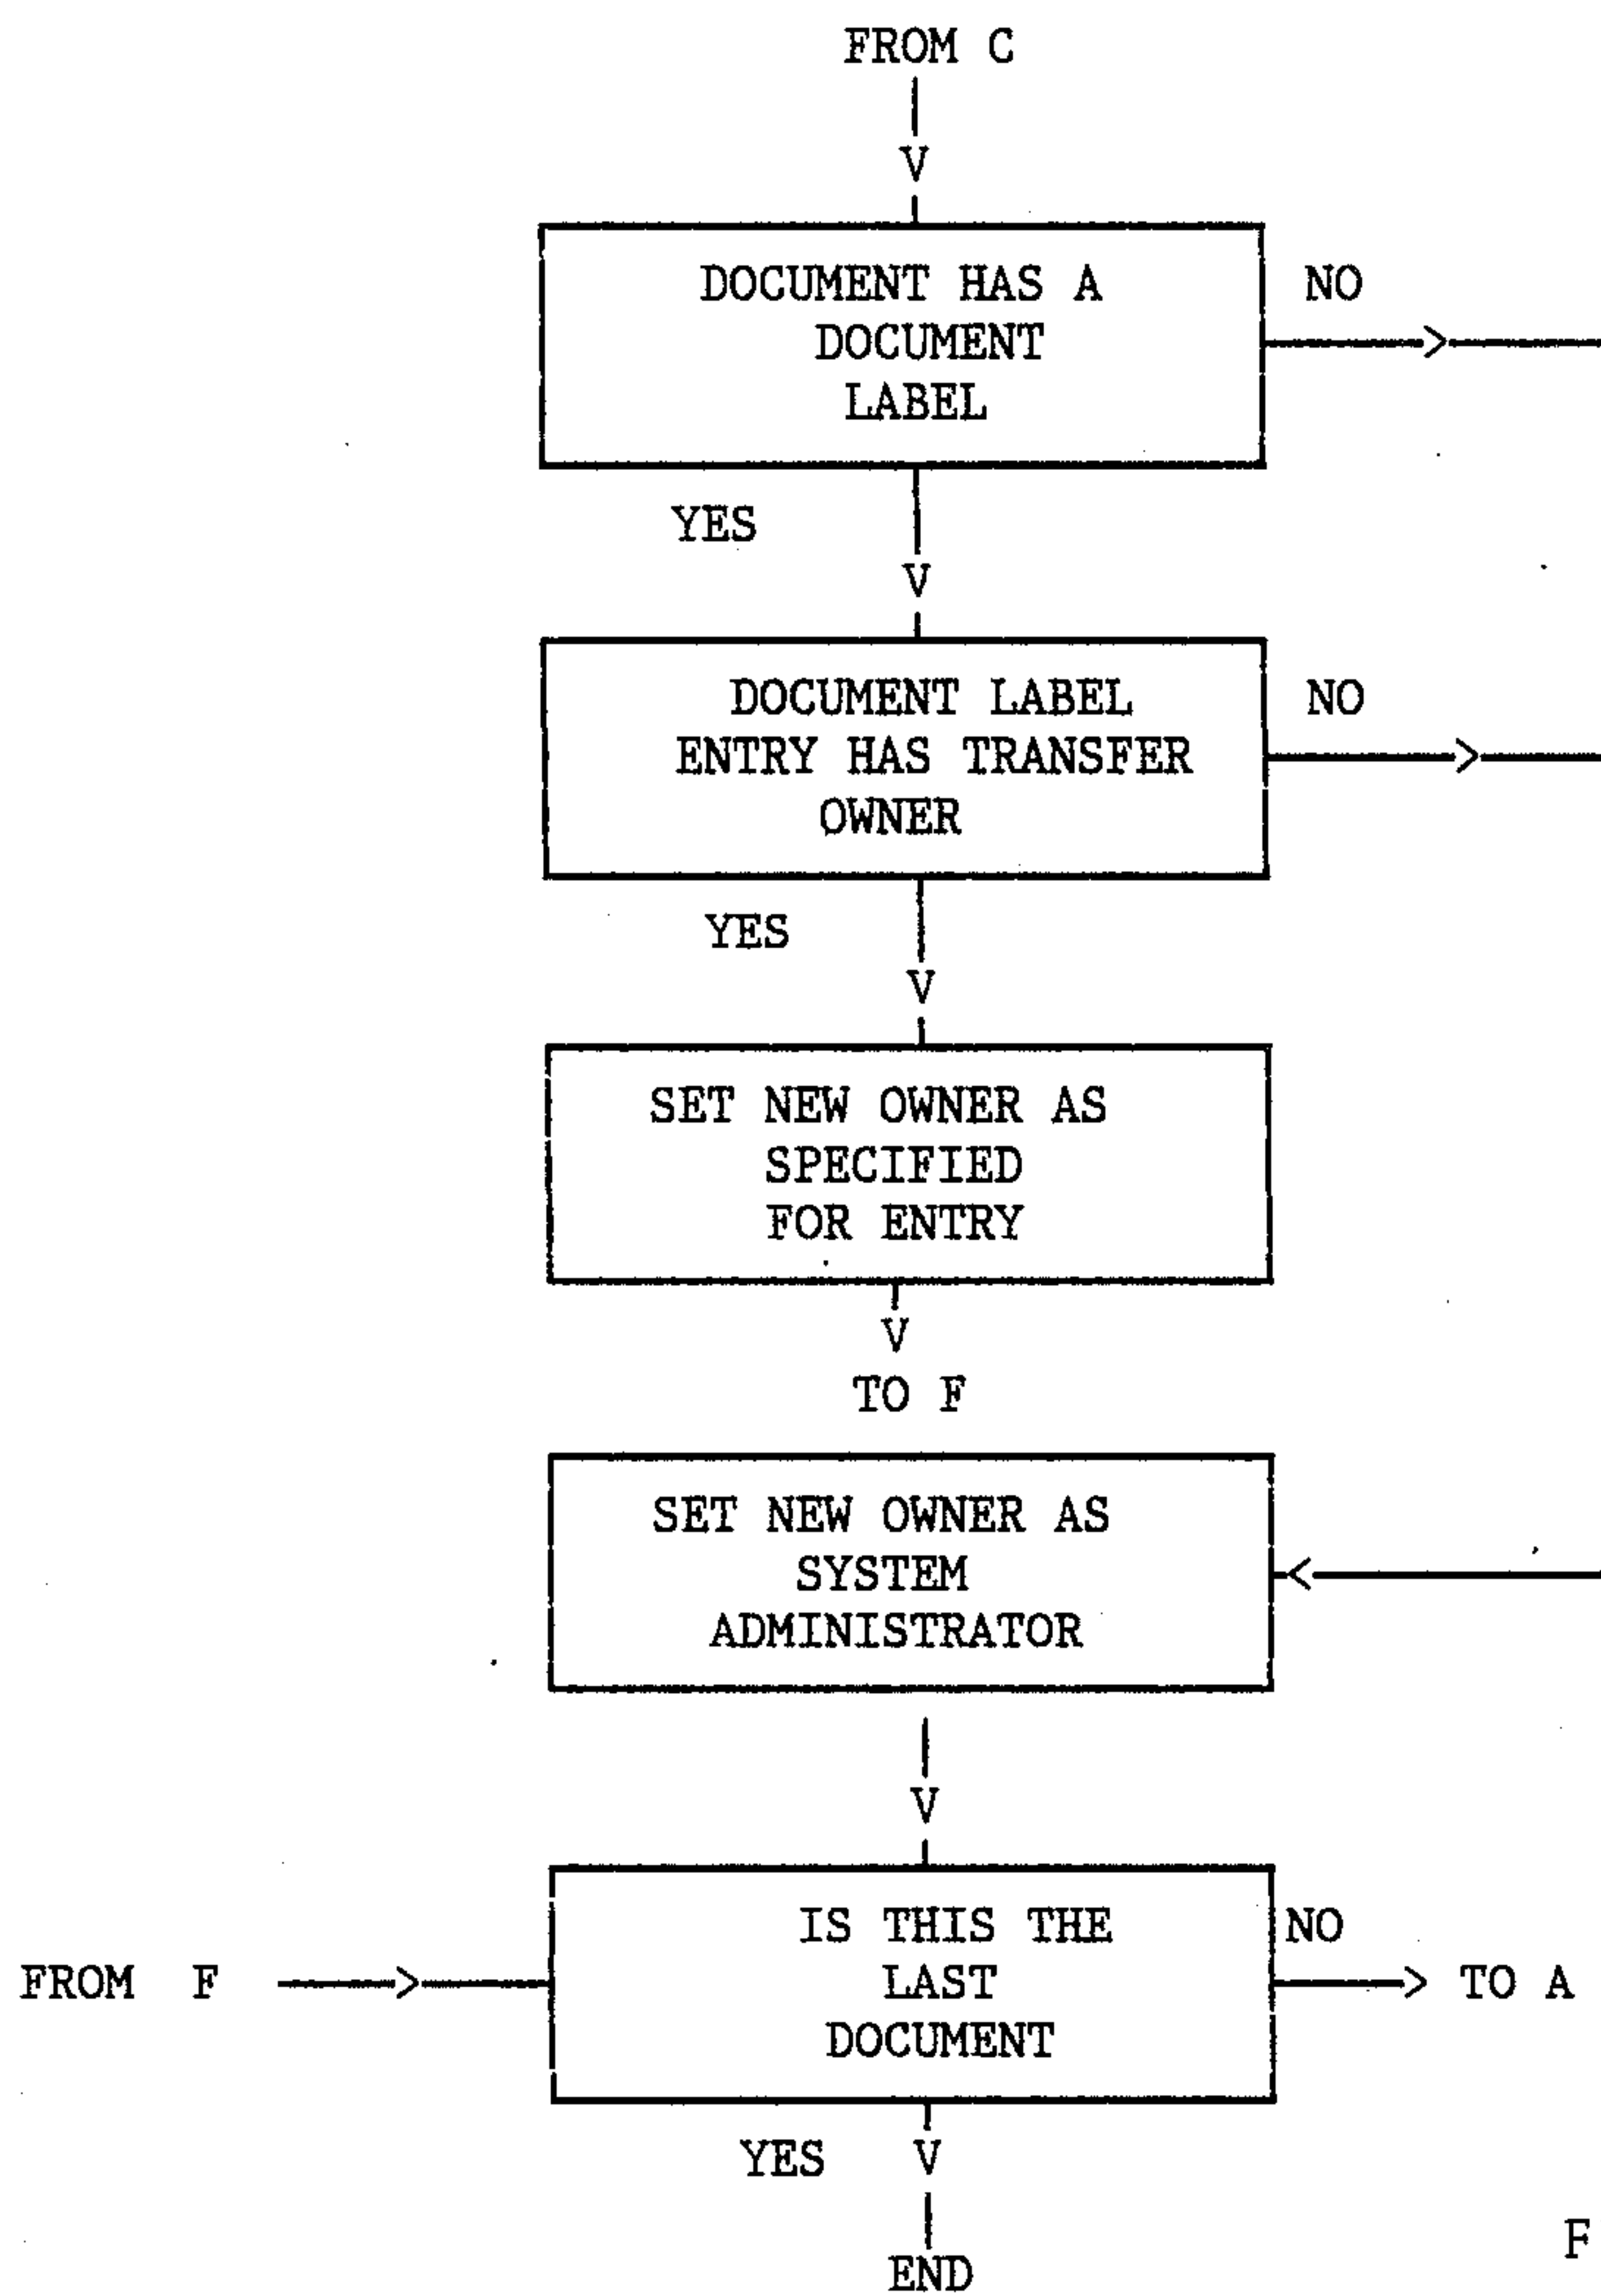 FROM C
DOCUMENT HAS A
DOCUMENT
LABEL
NO
YES
DOCUMENT LABEL
ENTRY HAS TRANSFER
OWNER
NO
YES
SET NEW OWNER AS
SPECIFIED
FOR ENTRY
TO F
SET NEW OWNER AS
SYSTEM
ADMINISTRATOR
IS THIS THE
LAST
DOCUMENT
NO
FROM F
TO A
YES
F
END